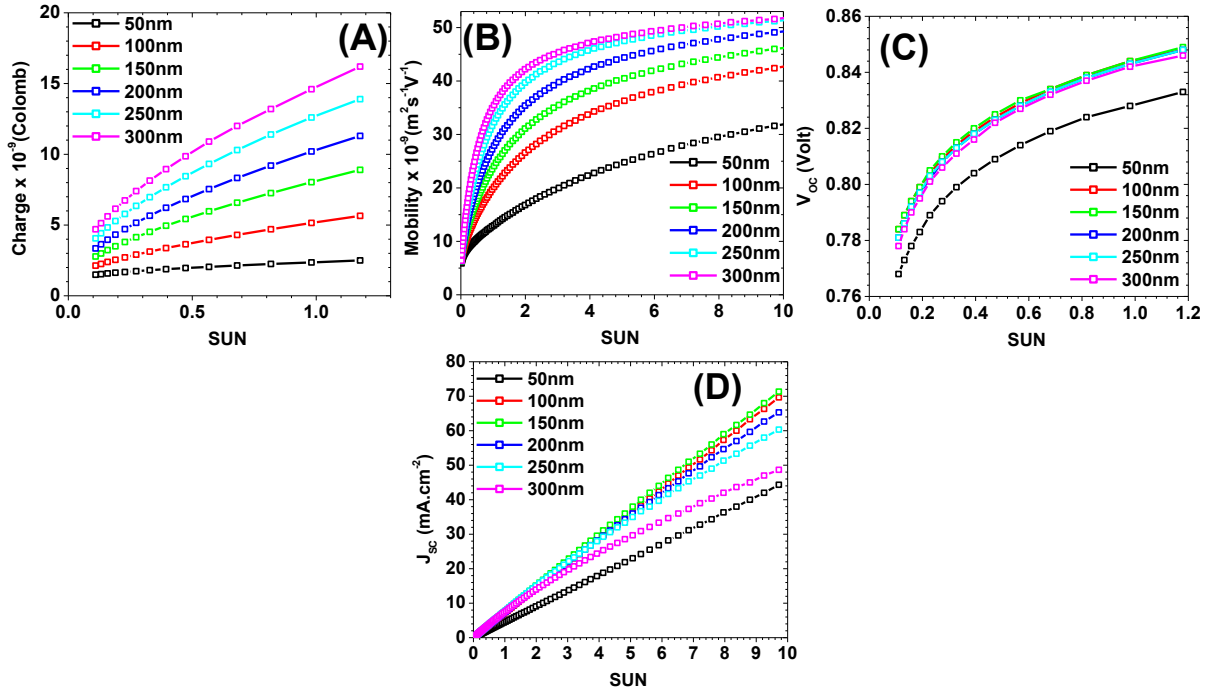 (A)
50nm
100nm
150nm
200nm
250nm
300nm
Charge x 10⁻⁹(Colomb)
20
15
10
5
0
0.0 0.5 1.0
SUN
(B)
Mobility x 10⁻⁹(m²s⁻¹V⁻¹)
50
40
30
20
10
0
50nm
100nm
150nm
200nm
250nm
300nm
0 2 4 6 8 10
SUN
(C)
V_OC (Volt)
0.86
0.84
0.82
0.80
0.78
0.76
50nm
100nm
150nm
200nm
250nm
300nm
0.0 0.2 0.4 0.6 0.8 1.0 1.2
SUN
(D)
50nm
100nm
150nm
200nm
250nm
300nm
J_SC (mA.cm⁻²)
80
70
60
50
40
30
20
10
0
0 1 2 3 4 5 6 7 8 9 10
SUN